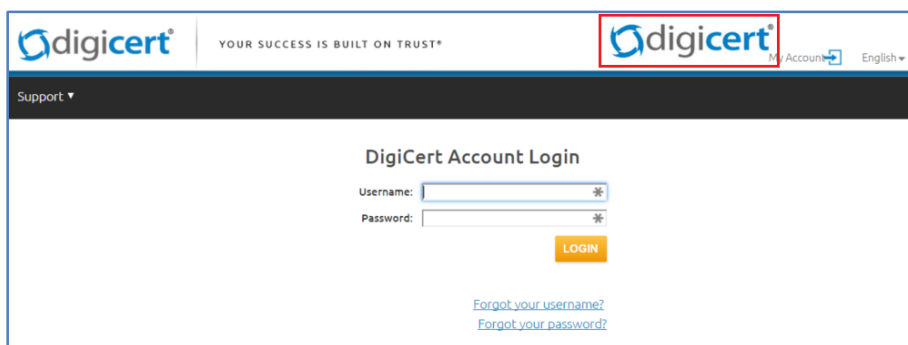 digicert® YOUR SUCCESS IS BUILT ON TRUST® digicert®
My Account English
Support
DigiCert Account Login
Username:
Password:
LOGIN
Forgot your username?
Forgot your password?